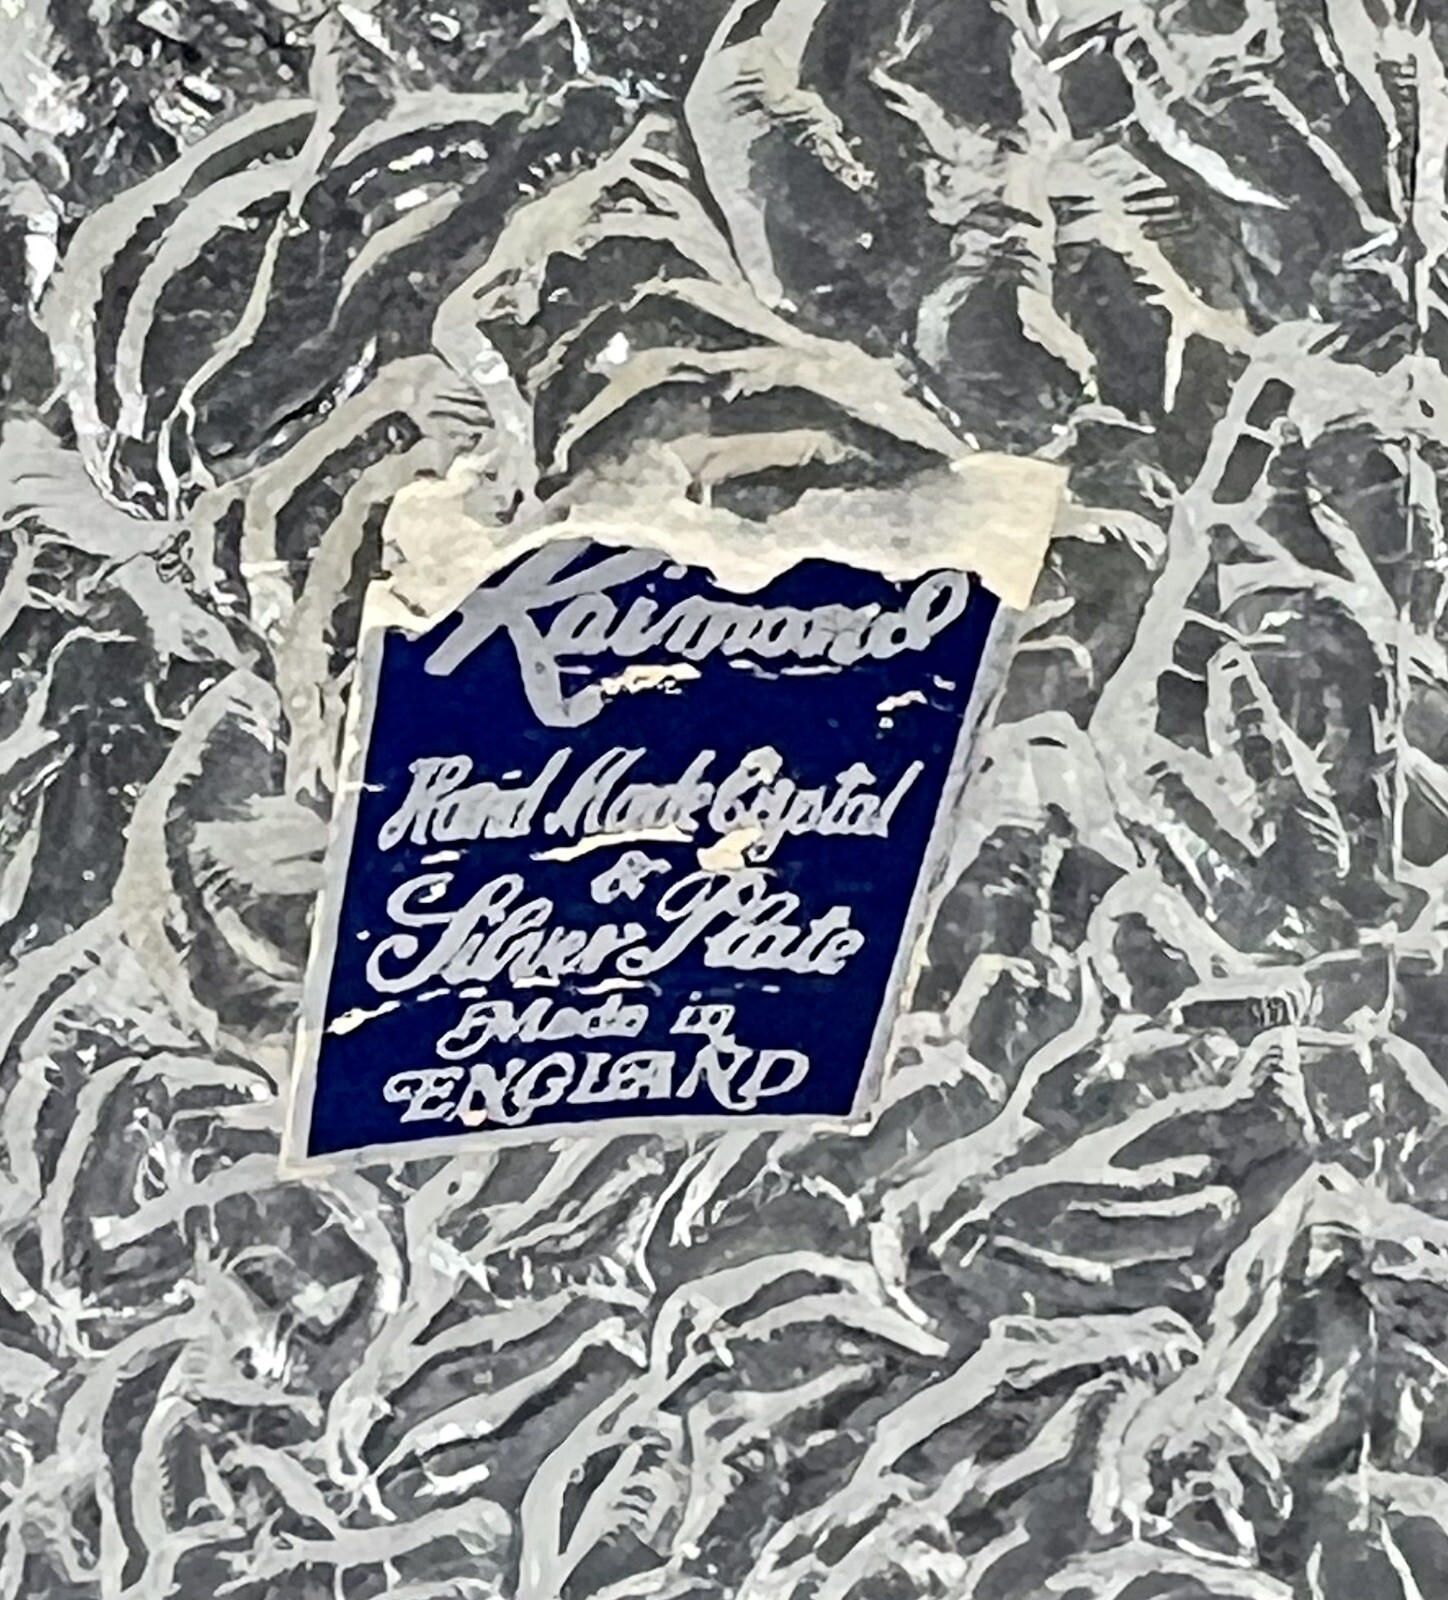 Raimond
Hand Made Crystal
&
Silver Plate
Made in
ENGLAND